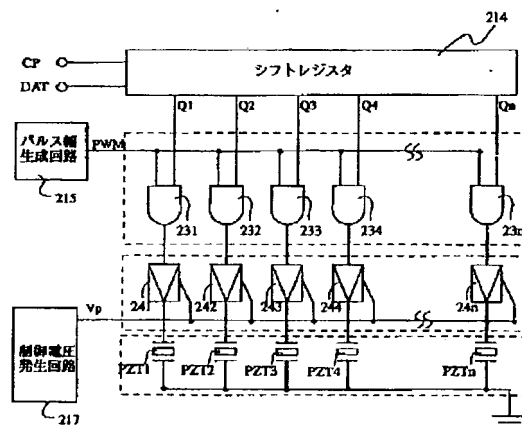 214
CP
DAT
シフトレジスタ
Q1 Q2 Q3 Q4 Qn
パルス幅
生成回路
PWM
215
231 232 233 234 23n
241 242 243 244 24n
Vp
制御電圧
発生回路
217
PZT1 PZT2 PZT3 PZT4 PZTn